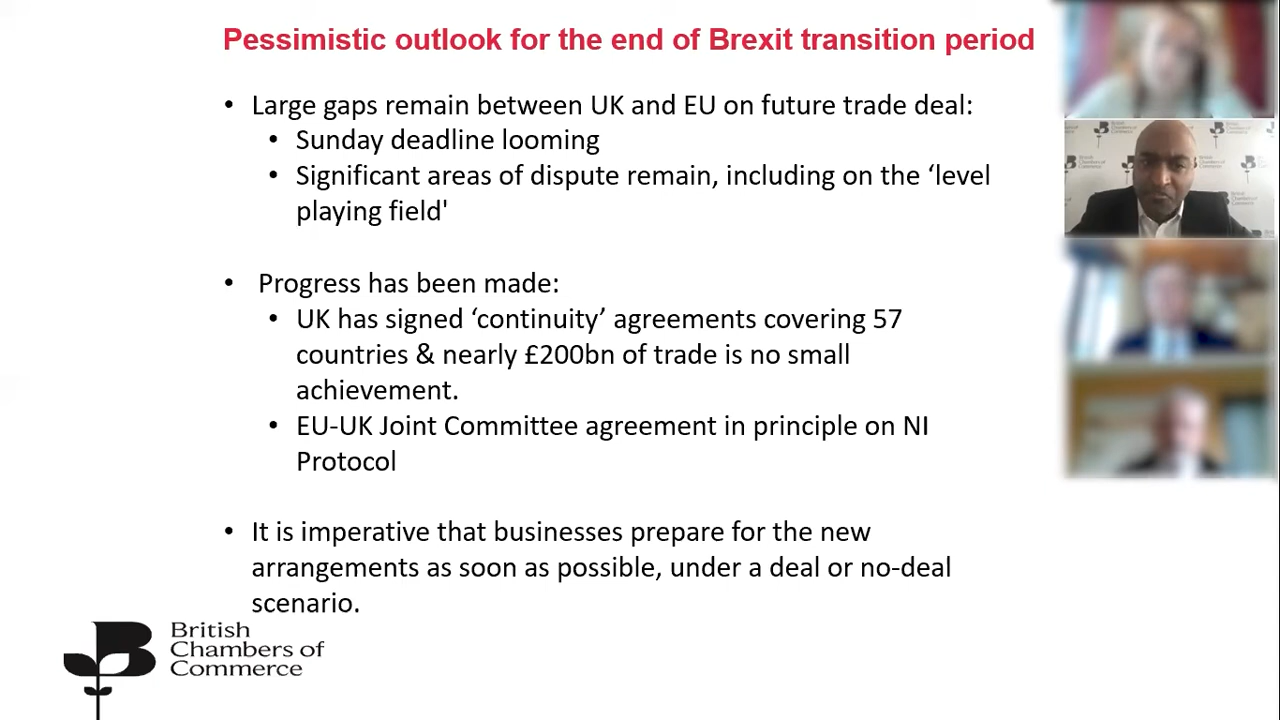 Pessimistic outlook for the end of Brexit transition period
• Large gaps remain between UK and EU on future trade deal:
• Sunday deadline looming
• Significant areas of dispute remain, including on the ‘level
playing field'
• Progress has been made:
• UK has signed ‘continuity’ agreements covering 57
countries & nearly £200bn of trade is no small
achievement.
• EU-UK Joint Committee agreement in principle on NI
Protocol
• It is imperative that businesses prepare for the new
arrangements as soon as possible, under a deal or no-deal
scenario.
British
Chambers of
Commerce